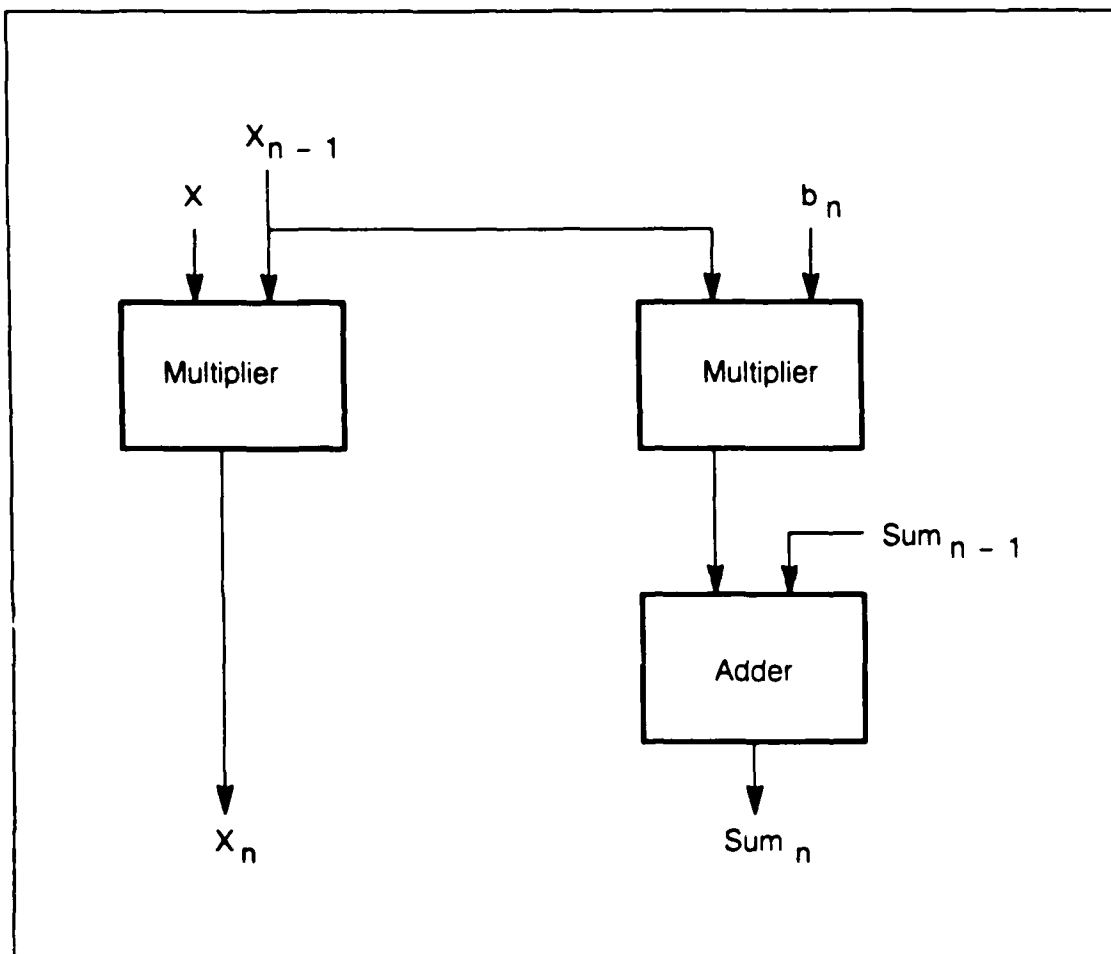 X n - 1
X
b n
Multiplier
Multiplier
Sum n - 1
Adder
X n
Sum n